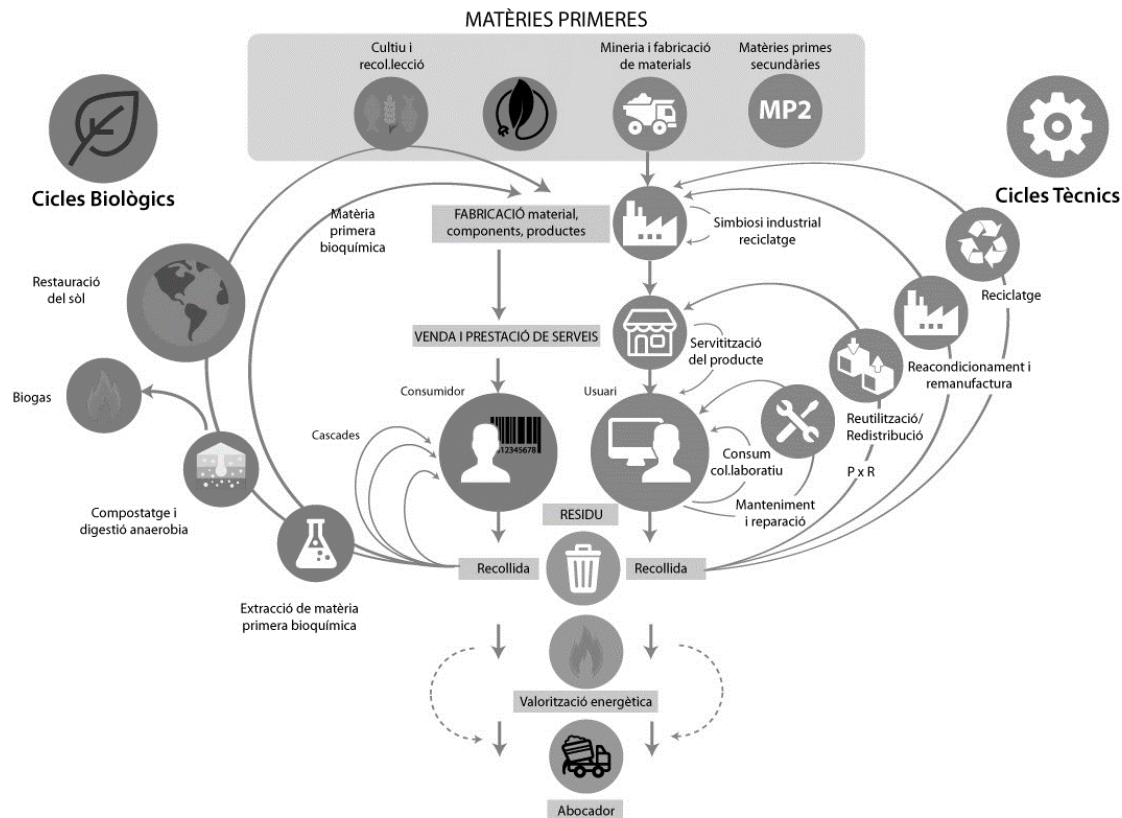 MATÈRIES PRIMERES
Cultiu i
recol.lecció
Mineria i fabricació
de materials
Matèries primes
secundàries
MP2
Cicles Biològics
Cicles Tècnics
Matèria
primera
bioquímica
FABRICACIÓ material,
components, productes
Simbiosi industrial
reciclatge
Restauració
del sòl
Reciclatge
VENDA I PRESTACIÓ DE SERVEIS
Servitització
del producte
Reacondicionament i
remanufactura
Biogas
Consumidor
Usuari
Reutilització/
Redistribució
Cascades
12345678
Consum
col.laboratiu
P x R
Manteniment
i reparació
Compostatge i
digestió anaerobia
RESIDU
Recollida
Recollida
Extracció de matèria
primera bioquímica
Valorització energètica
Abocador